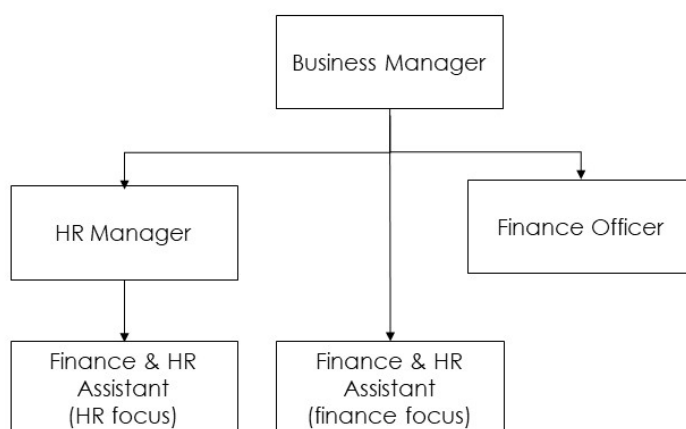 Business Manager
HR Manager
Finance Officer
Finance & HR
Assistant
(HR focus)
Finance & HR
Assistant
(finance focus)